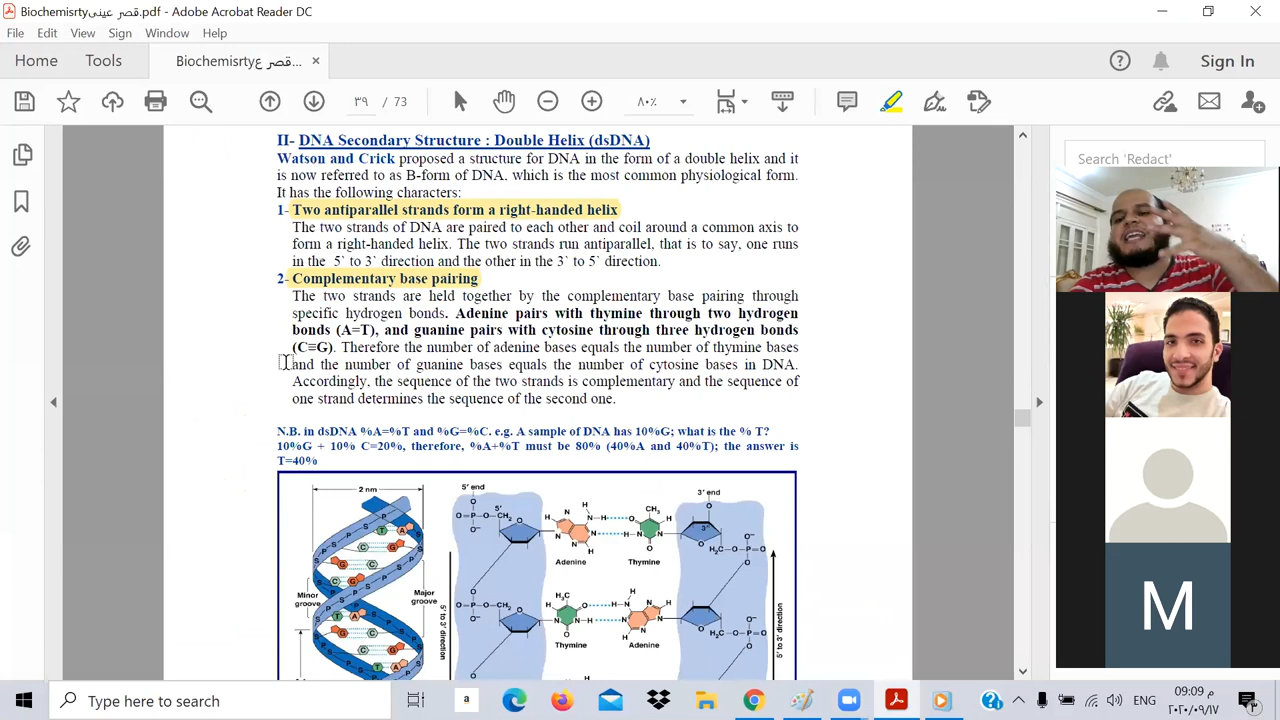 Biochemisrtyقصر عينى.pdf - Adobe Acrobat Reader DC
File Edit View Sign Window Help
Home Tools Biochemisrtyقصر ع... × Sign In
٣٩ / 73 ٨٠٪
Search 'Redact'
II- DNA Secondary Structure : Double Helix (dsDNA)
Watson and Crick proposed a structure for DNA in the form of a double helix and it
is now referred to as B-form of DNA, which is the most common physiological form.
It has the following characters:
1- Two antiparallel strands form a right-handed helix
The two strands of DNA are paired to each other and coil around a common axis to
form a right-handed helix. The two strands run antiparallel, that is to say, one runs
in the 5` to 3` direction and the other in the 3` to 5` direction.
2- Complementary base pairing
The two strands are held together by the complementary base pairing through
specific hydrogen bonds. Adenine pairs with thymine through two hydrogen
bonds (A=T), and guanine pairs with cytosine through three hydrogen bonds
(C≡G). Therefore the number of adenine bases equals the number of thymine bases
and the number of guanine bases equals the number of cytosine bases in DNA.
Accordingly, the sequence of the two strands is complementary and the sequence of
one strand determines the sequence of the second one.
N.B. in dsDNA %A=%T and %G=%C, e.g. A sample of DNA has 10%G; what is the % T?
10%G + 10% C=20%, therefore, %A+%T must be 80% (40%A and 40%T); the answer is
T=40%
2 nm
5' end
3' end
Adenine Thymine
Minor groove
Major groove
Thymine Adenine
5' to 3' direction
5' to 3' direction
M
Type here to search
ENG
09:09 م
٢٠٢٠/٠٩/١٧